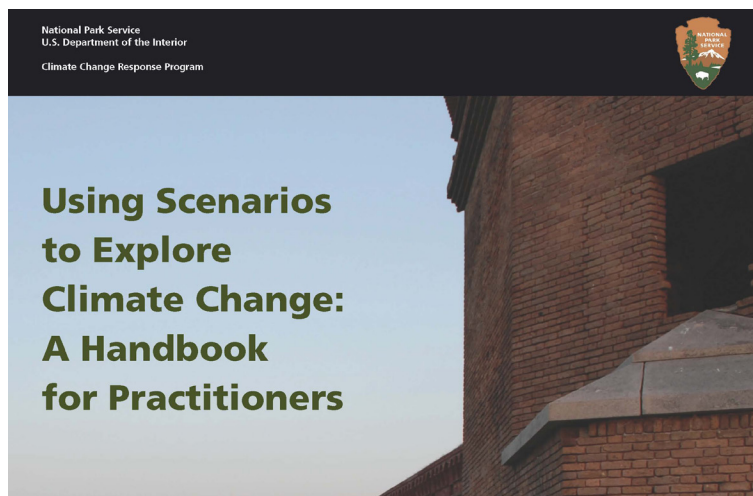 National Park Service
U.S. Department of the Interior
Climate Change Response Program
NATIONAL
PARK
SERVICE
Using Scenarios
to Explore
Climate Change:
A Handbook
for Practitioners